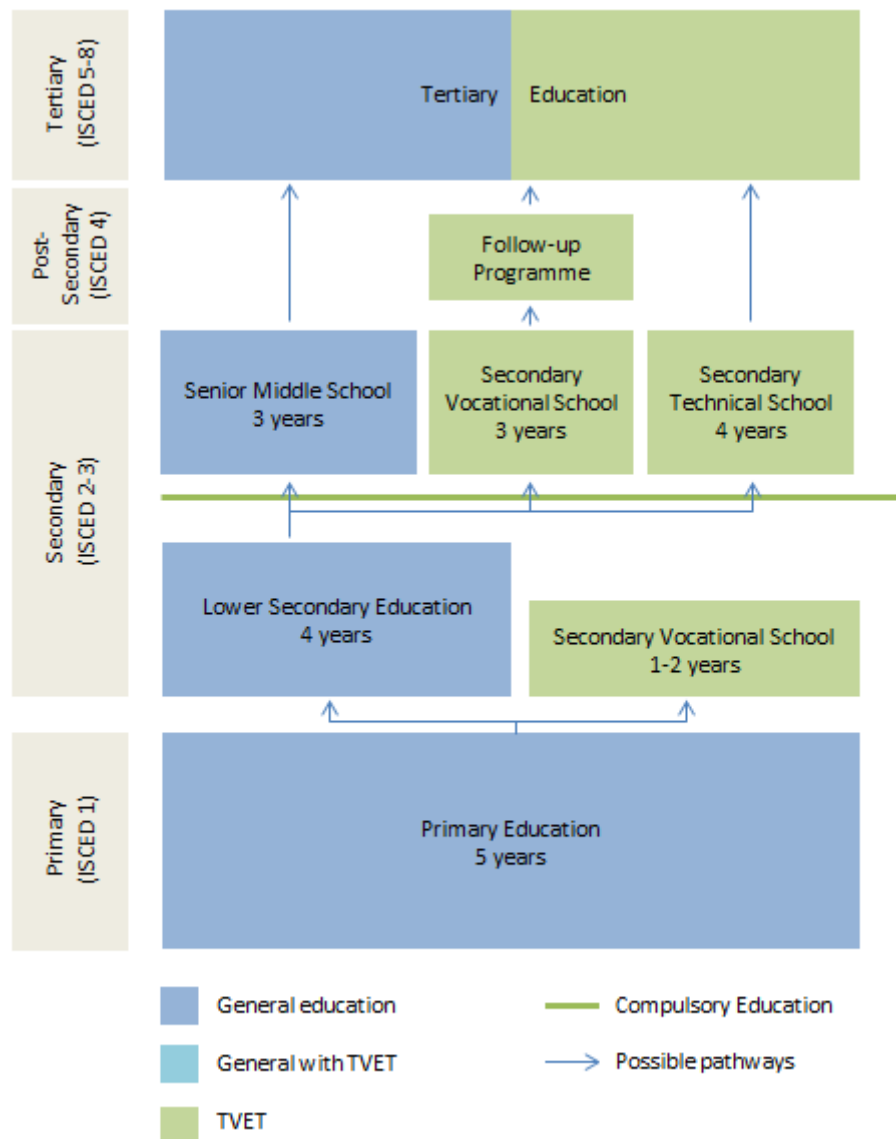 Tertiary
(ISCED 5-8)
Tertiary Education
Post-
Secondary
(ISCED 4)
Follow-up
Programme
Secondary
(ISCED 2-3)
Senior Middle School
3 years
Secondary
Vocational School
3 years
Secondary
Technical School
4 years
Lower Secondary Education
4 years
Secondary Vocational School
1-2 years
Primary
(ISCED 1)
Primary Education
5 years
General education
Compulsory Education
General with TVET
Possible pathways
TVET